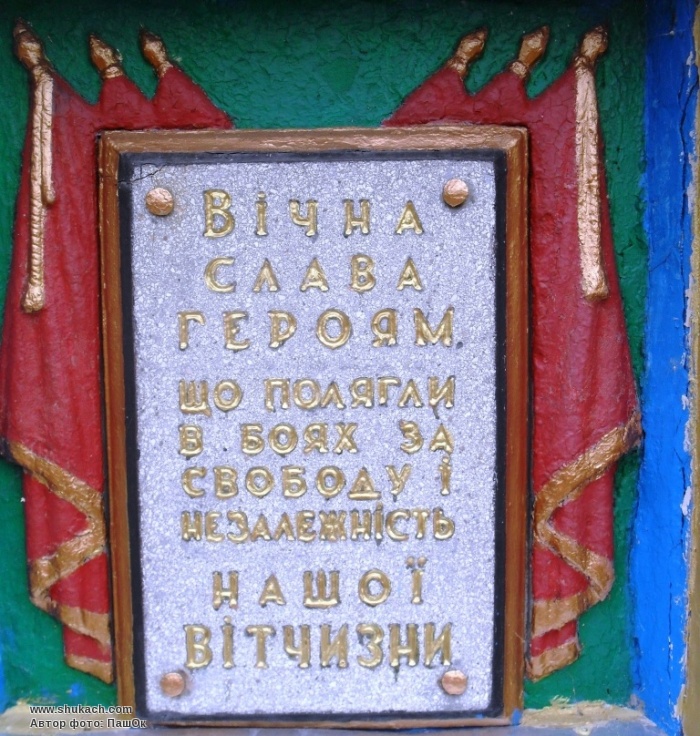 Вічна
слава
героям
що полягли
в боях за
свободу і
незалежність
нашої
Вітчизни
www.shukach.com
Автор фото: ПашОк